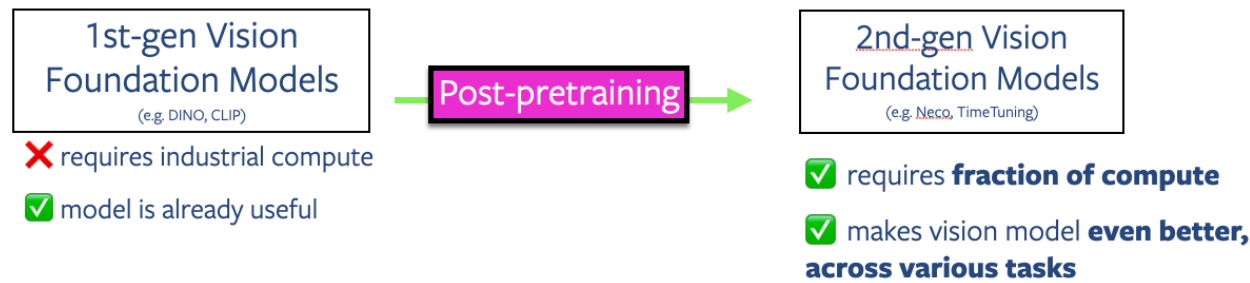 1st-gen Vision
Foundation Models
(e.g. DINO, CLIP)
❌ requires industrial compute
✅ model is already useful
Post-pretraining
2nd-gen Vision
Foundation Models
(e.g. Neco, TimeTuning)
✅ requires fraction of compute
✅ makes vision model even better,
across various tasks